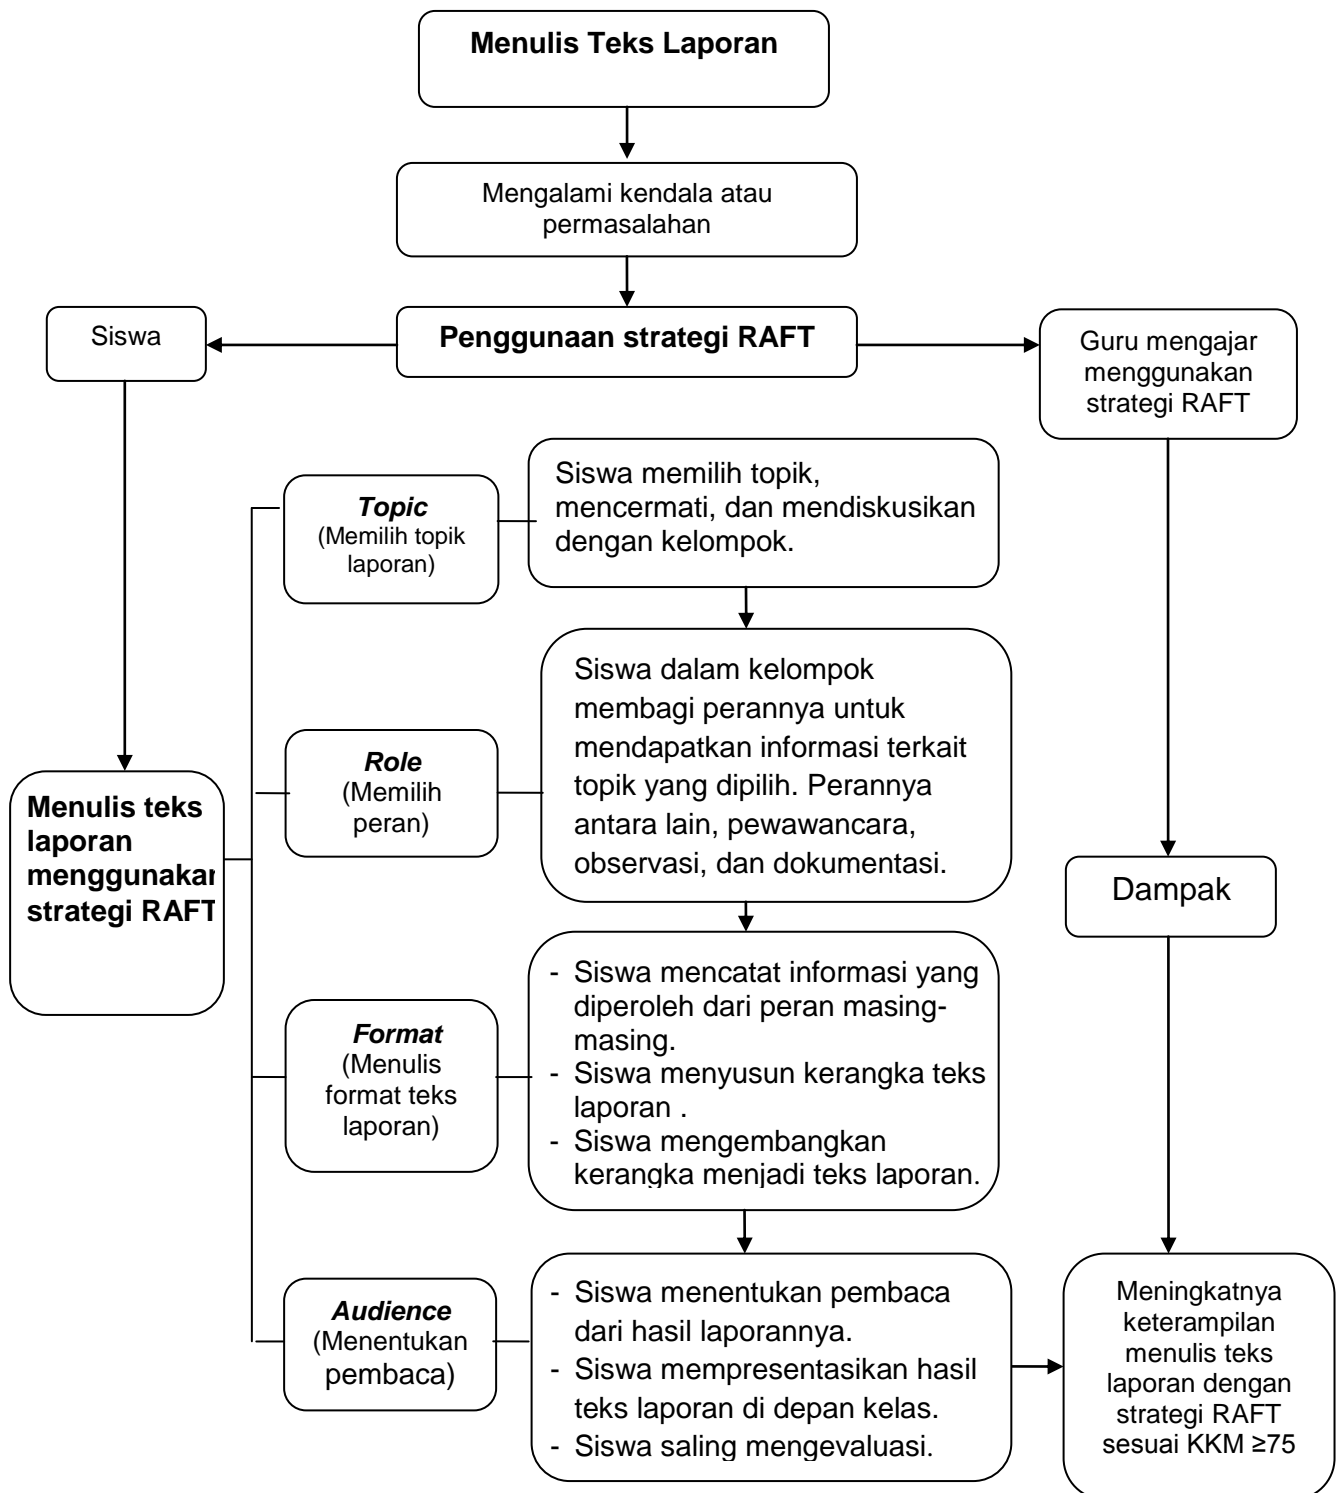 Menulis Teks Laporan
Mengalami kendala atau
permasalahan
Siswa
Penggunaan strategi RAFT
Guru mengajar
menggunakan
strategi RAFT
Topic
(Memilih topik
laporan)
Siswa memilih topik,
mencermati, dan mendiskusikan
dengan kelompok.
Role
(Memilih
peran)
Siswa dalam kelompok
membagi perannya untuk
mendapatkan informasi terkait
topik yang dipilih. Perannya
antara lain, pewawancara,
observasi, dan dokumentasi.
Menulis teks
laporan
menggunakan
strategi RAFT
Dampak
Format
(Menulis
format teks
laporan)
- Siswa mencatat informasi yang
diperoleh dari peran masing-
masing.
- Siswa menyusun kerangka teks
laporan .
- Siswa mengembangkan
kerangka menjadi teks laporan.
Audience
(Menentukan
pembaca)
- Siswa menentukan pembaca
dari hasil laporannya.
- Siswa mempresentasikan hasil
teks laporan di depan kelas.
- Siswa saling mengevaluasi.
Meningkatnya
keterampilan
menulis teks
laporan dengan
strategi RAFT
sesuai KKM ≥75